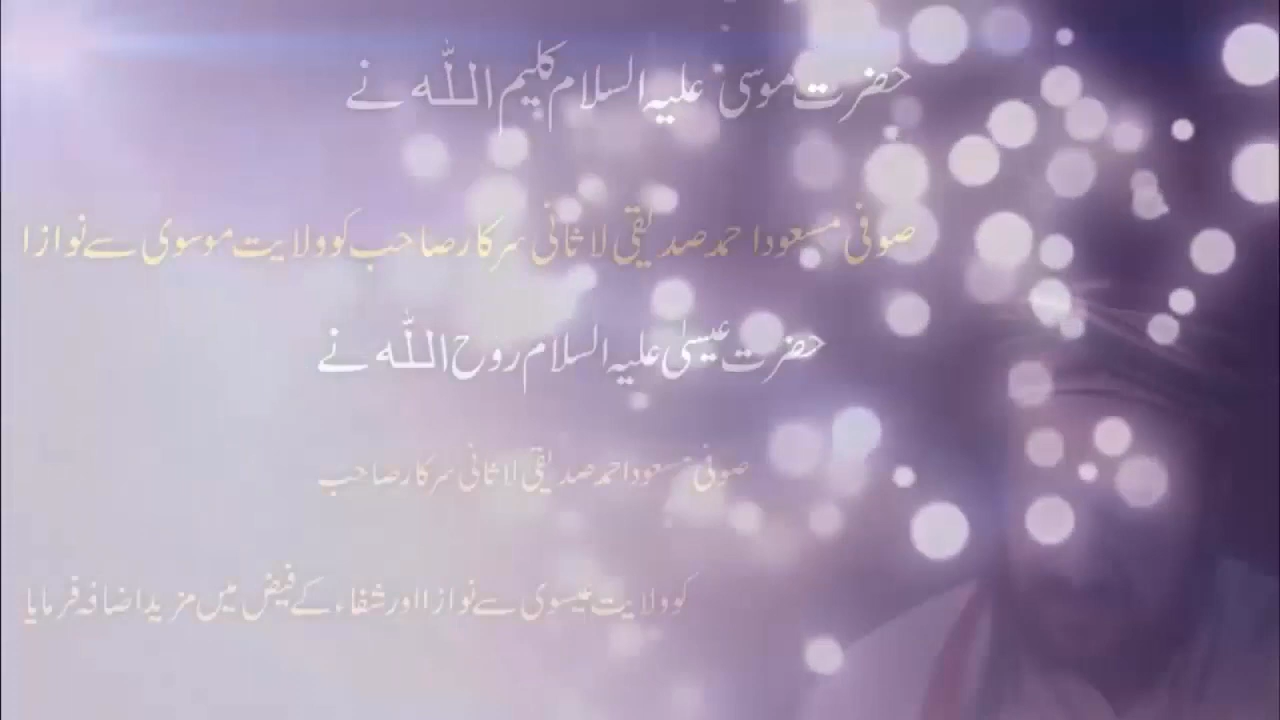 حضرت موسیٰ علیہ السلام کلیم اللہ نے
صوفی مسعود احمد صدیقی لاثانی سرکار صاحب کو ولایت موسوی سے نوازا
حضرت عیسیٰ علیہ السلام روح اللہ نے
صوفی مسعود احمد صدیقی لاثانی سرکار صاحب
کو ولایت عیسوی سے نوازا اور شفاء کے فیض میں مزید اضافہ فرمایا